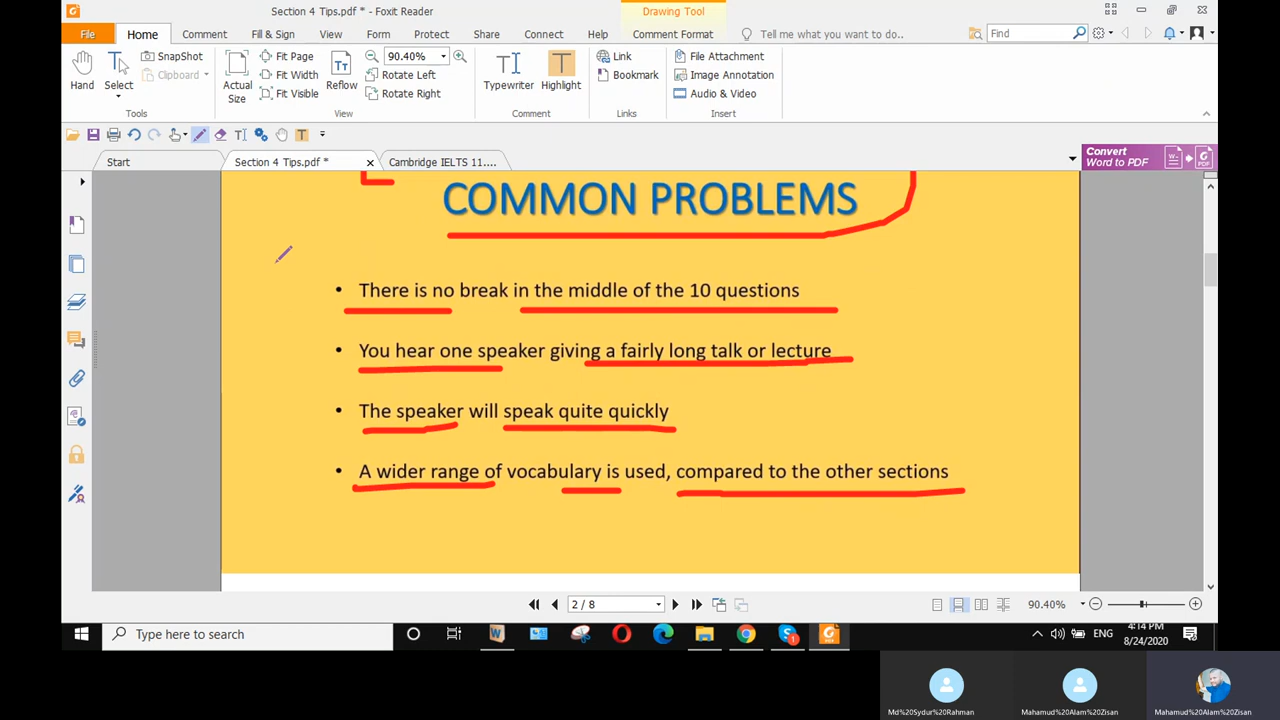 Section 4 Tips.pdf * - Foxit Reader
Drawing Tool
File Home Comment Fill & Sign View Form Protect Share Connect Help Comment Format Tell me what you want to do.. Find
Hand
Select
SnapShot
Clipboard
Tools
Actual Size
Fit Page
Fit Width
Fit Visible
Reflow
90.40%
Rotate Left
Rotate Right
View
Typewriter
Highlight
Comment
Link
Bookmark
Links
File Attachment
Image Annotation
Audio & Video
Insert
Start
Section 4 Tips.pdf *
Cambridge IELTS 11....
Convert
Word to PDF
COMMON PROBLEMS
• There is no break in the middle of the 10 questions
• You hear one speaker giving a fairly long talk or lecture
• The speaker will speak quite quickly
• A wider range of vocabulary is used, compared to the other sections
2 / 8
90.40%
Type here to search
ENG
4:14 PM
8/24/2020
Md%20Sydur%20Rahman
Mahamud%20Alam%20Zisan
Mahamud%20Alam%20Zisan